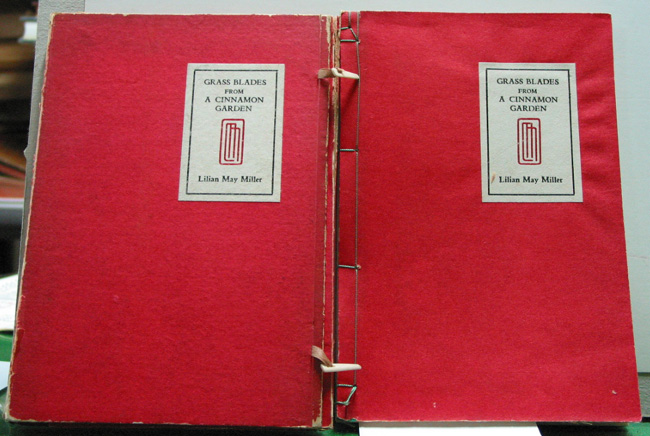 GRASS BLADES
FROM
A CINNAMON
GARDEN
Lilian May Miller
GRASS BLADES
FROM
A CINNAMON
GARDEN
Lilian May Miller